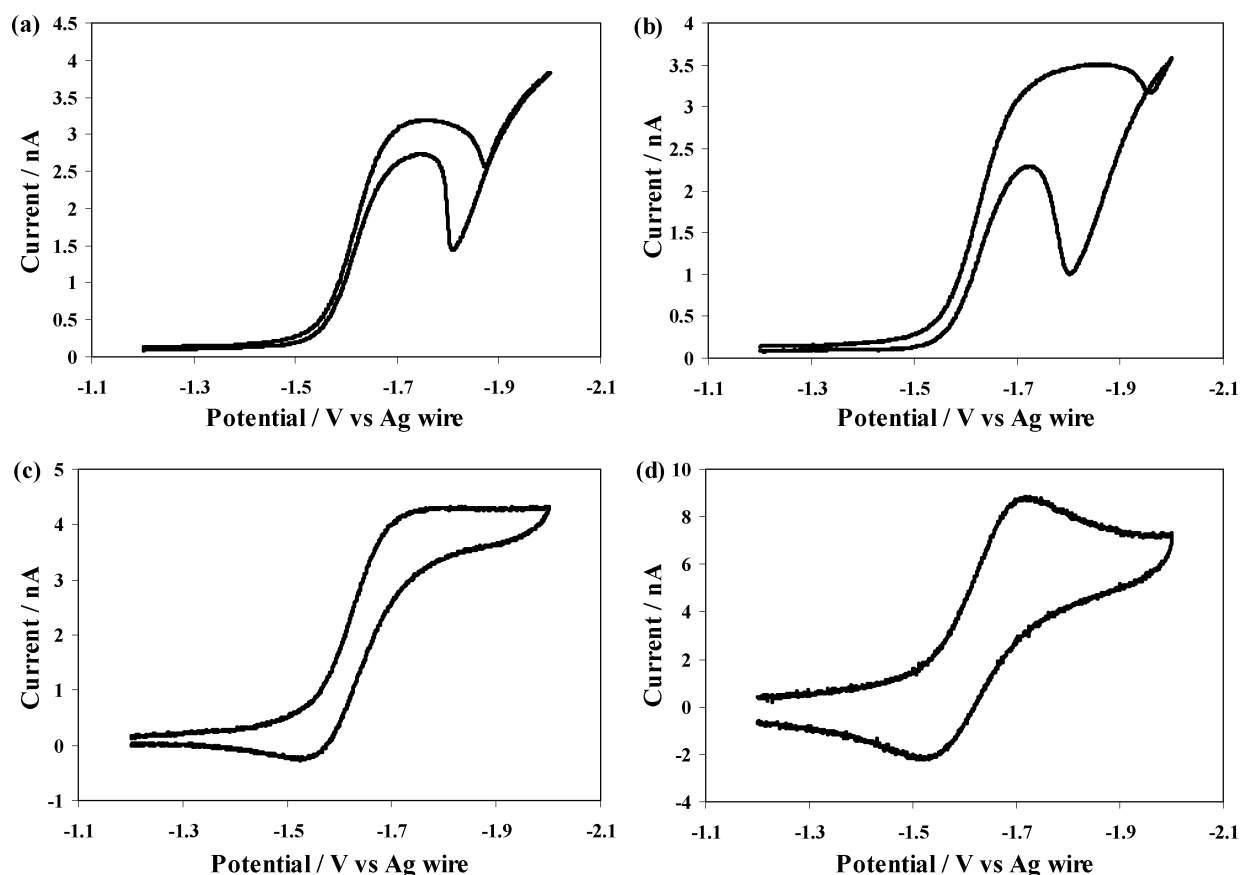 (a)
4.5
4
3.5
3
2.5
2
1.5
1
0.5
0
Current / nA
-1.1 -1.3 -1.5 -1.7 -1.9 -2.1
Potential / V vs Ag wire
(b)
4
3.5
3
2.5
2
1.5
1
0.5
0
Current / nA
-1.1 -1.3 -1.5 -1.7 -1.9 -2.1
Potential / V vs Ag wire
(c)
5
4
3
2
1
0
-1
Current / nA
-1.1 -1.3 -1.5 -1.7 -1.9 -2.1
Potential / V vs Ag wire
(d)
10
8
6
4
2
0
-2
-4
Current / nA
-1.1 -1.3 -1.5 -1.7 -1.9 -2.1
Potential / V vs Ag wire